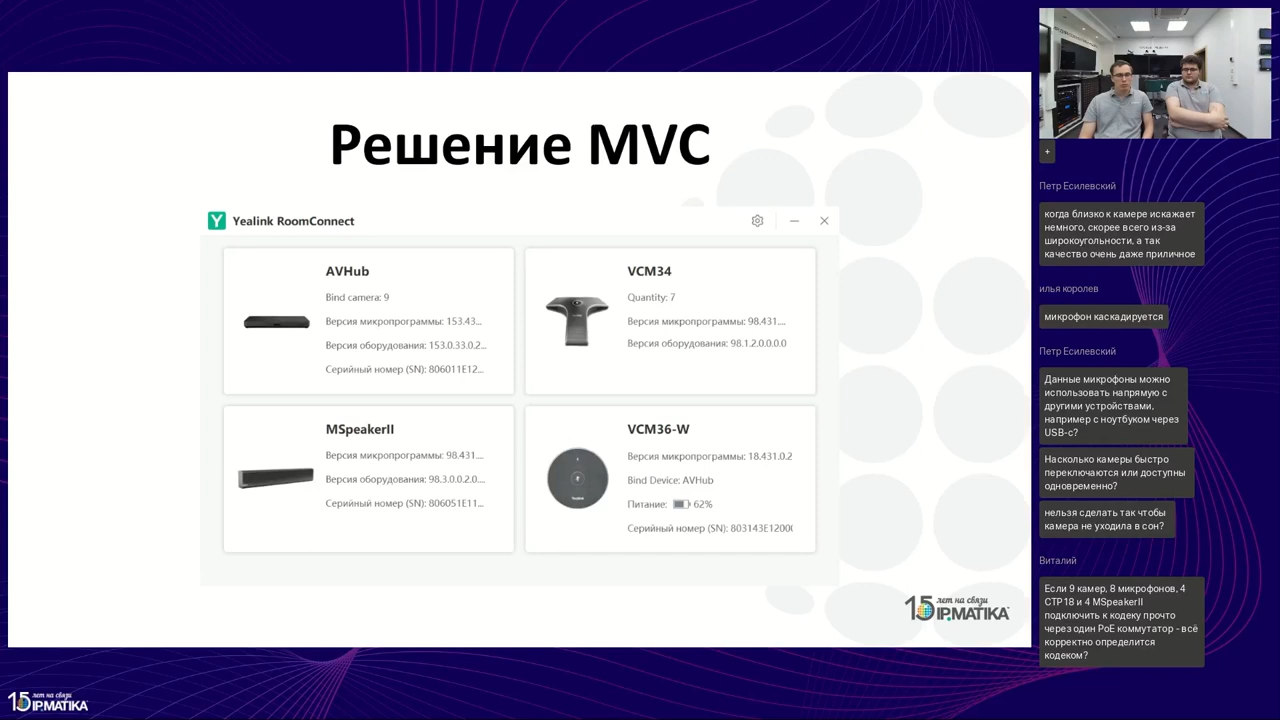 Решение MVC
Yealink RoomConnect
AVHub
Bind camera: 9
Версия микропрограммы: 153.43...
Версия оборудования: 153.0.33.0.2...
Серийный номер (SN): 806011E12...
VCM34
Quantity: 7
Версия микропрограммы: 98.431....
Версия оборудования: 98.1.2.0.0.0.0
MSpeakerII
Версия микропрограммы: 98.431....
Версия оборудования: 98.3.0.0.2.0....
Серийный номер (SN): 806051E11...
VCM36-W
Версия микропрограммы: 18.431.0.2
Bind Device: AVHub
Питание: 62%
Серийный номер (SN): 803143E1200(
Yealink
15 лет на связи
IP.MATIKA
15 лет на связи
IP.MATIKA
+
Петр Есилевский
когда близко к камере искажает
немного, скорее всего из-за
широкоугольности, а так
качество очень даже приличное
илья королев
микрофон каскадируется
Петр Есилевский
Данные микрофоны можно
использовать напрямую с
другими устройствами,
например с ноутбуком через
USB-c?
Насколько камеры быстро
переключаются или доступны
одновременно?
нельзя сделать так чтобы
камера не уходила в сон?
Виталий
Если 9 камер, 8 микрофонов, 4
CTP18 и 4 MSpeakerII
подключить к кодеку прочто
через один PoE коммутатор - всё
корректно определится
кодеком?